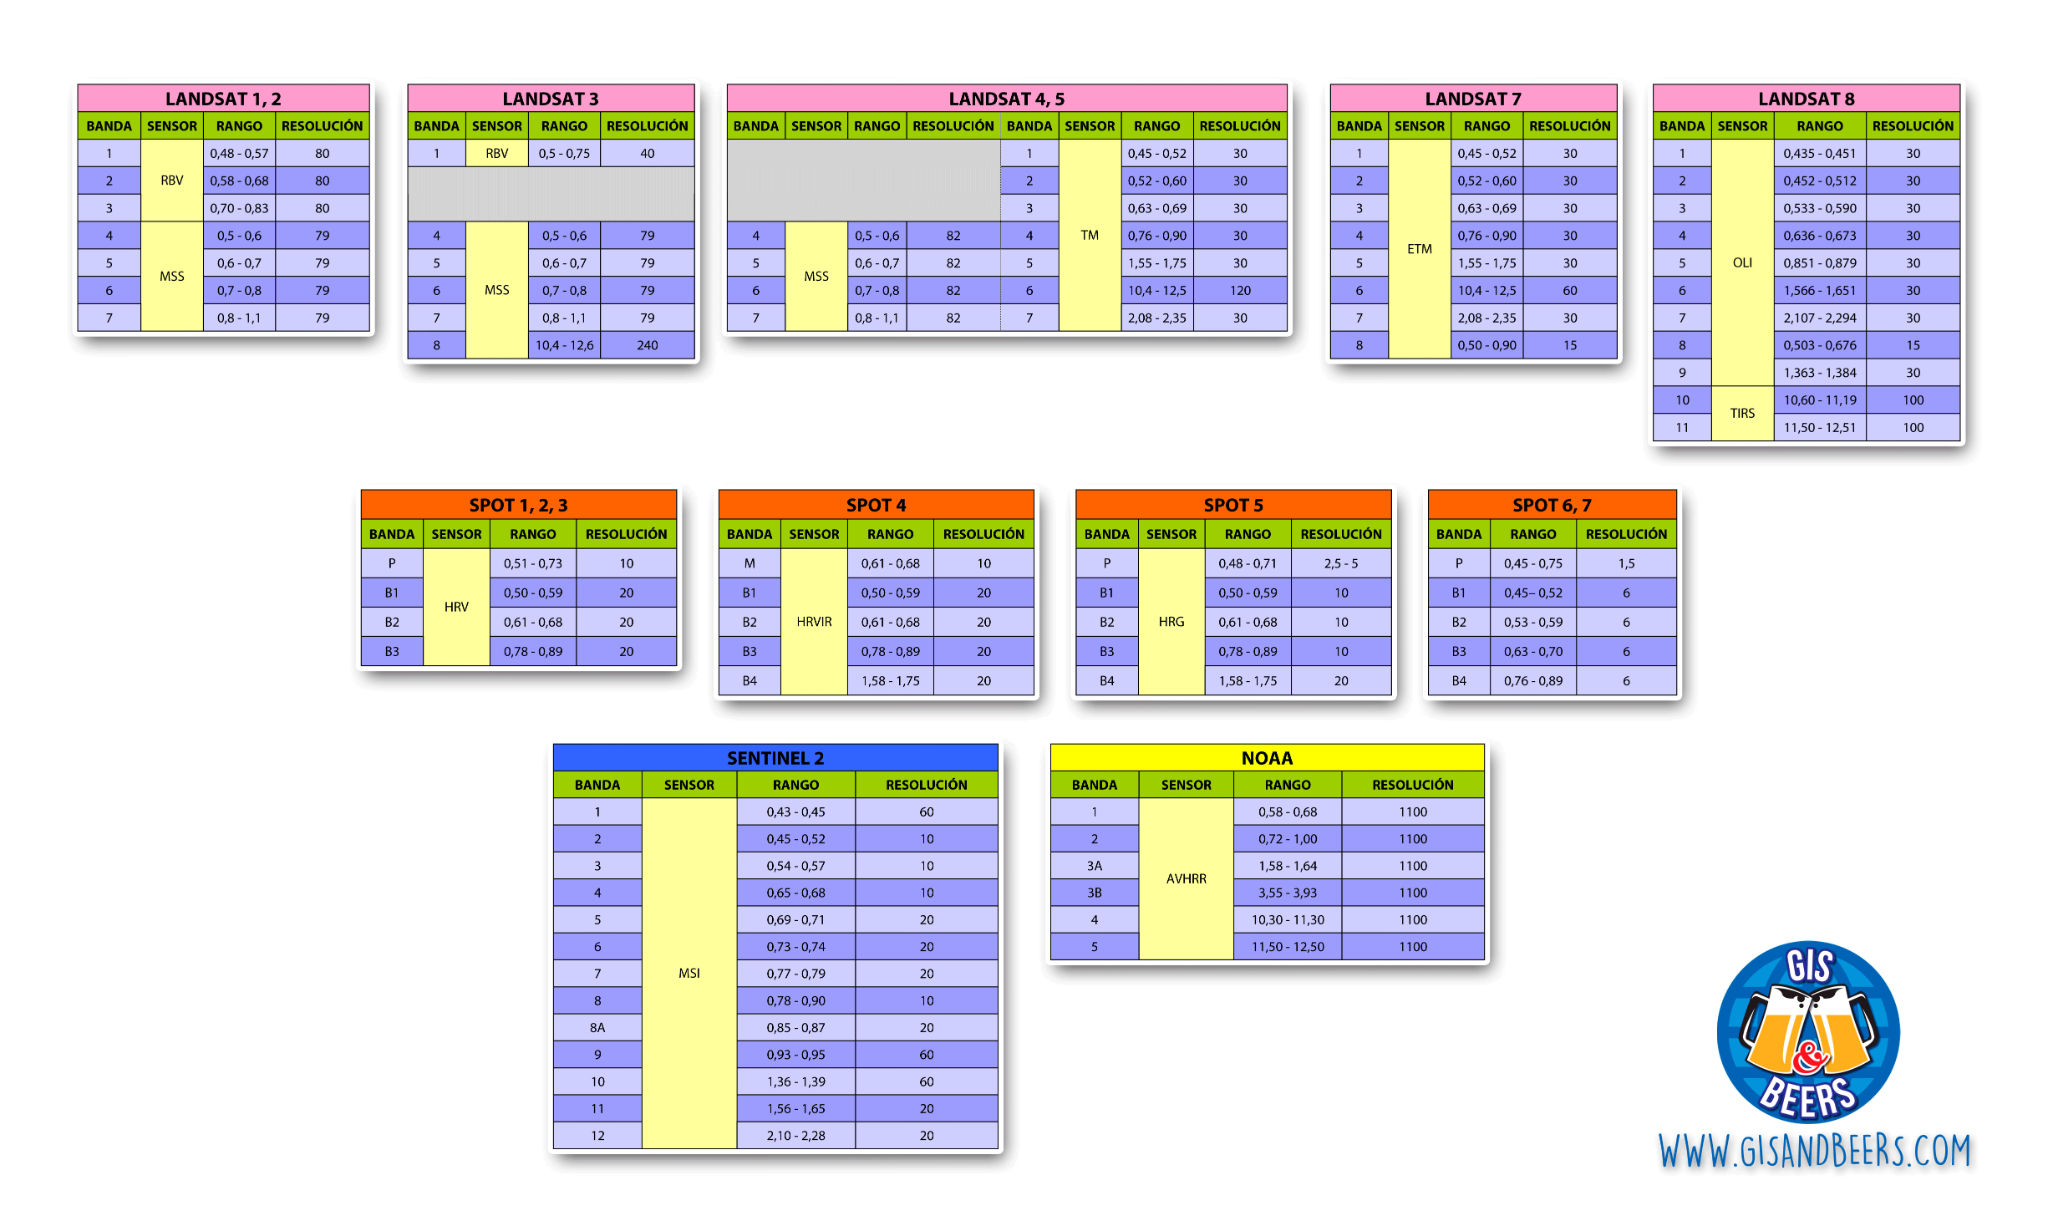 LANDSAT 1, 2
BANDA SENSOR RANGO RESOLUCIÓN
1 RBV 0,48 - 0,57 80
2 0,58 - 0,68 80
3 0,70 - 0,83 80
4 MSS 0,5 - 0,6 79
5 0,6 - 0,7 79
6 0,7 - 0,8 79
7 0,8 - 1,1 79
LANDSAT 3
BANDA SENSOR RANGO RESOLUCIÓN
1 RBV 0,5 - 0,75 40
4 MSS 0,5 - 0,6 79
5 0,6 - 0,7 79
6 0,7 - 0,8 79
7 0,8 - 1,1 79
8 10,4 - 12,6 240
LANDSAT 4, 5
BANDA SENSOR RANGO RESOLUCIÓN BANDA SENSOR RANGO RESOLUCIÓN
1 TM 0,45 - 0,52 30
2 0,52 - 0,60 30
3 0,63 - 0,69 30
4 MSS 0,5 - 0,6 82 4 0,76 - 0,90 30
5 0,6 - 0,7 82 5 1,55 - 1,75 30
6 0,7 - 0,8 82 6 10,4 - 12,5 120
7 0,8 - 1,1 82 7 2,08 - 2,35 30
LANDSAT 7
BANDA SENSOR RANGO RESOLUCIÓN
1 ETM 0,45 - 0,52 30
2 0,52 - 0,60 30
3 0,63 - 0,69 30
4 0,76 - 0,90 30
5 1,55 - 1,75 30
6 10,4 - 12,5 60
7 2,08 - 2,35 30
8 0,50 - 0,90 15
LANDSAT 8
BANDA SENSOR RANGO RESOLUCIÓN
1 OLI 0,435 - 0,451 30
2 0,452 - 0,512 30
3 0,533 - 0,590 30
4 0,636 - 0,673 30
5 0,851 - 0,879 30
6 1,566 - 1,651 30
7 2,107 - 2,294 30
8 0,503 - 0,676 15
9 1,363 - 1,384 30
10 TIRS 10,60 - 11,19 100
11 11,50 - 12,51 100
SPOT 1, 2, 3
BANDA SENSOR RANGO RESOLUCIÓN
P HRV 0,51 - 0,73 10
B1 0,50 - 0,59 20
B2 0,61 - 0,68 20
B3 0,78 - 0,89 20
SPOT 4
BANDA SENSOR RANGO RESOLUCIÓN
M HRVIR 0,61 - 0,68 10
B1 0,50 - 0,59 20
B2 0,61 - 0,68 20
B3 0,78 - 0,89 20
B4 1,58 - 1,75 20
SPOT 5
BANDA SENSOR RANGO RESOLUCIÓN
P HRG 0,48 - 0,71 2,5 - 5
B1 0,50 - 0,59 10
B2 0,61 - 0,68 10
B3 0,78 - 0,89 10
B4 1,58 - 1,75 20
SPOT 6, 7
BANDA RANGO RESOLUCIÓN
P 0,45 - 0,75 1,5
B1 0,45– 0,52 6
B2 0,53 - 0,59 6
B3 0,63 - 0,70 6
B4 0,76 - 0,89 6
SENTINEL 2
BANDA SENSOR RANGO RESOLUCIÓN
1 MSI 0,43 - 0,45 60
2 0,45 - 0,52 10
3 0,54 - 0,57 10
4 0,65 - 0,68 10
5 0,69 - 0,71 20
6 0,73 - 0,74 20
7 0,77 - 0,79 20
8 0,78 - 0,90 10
8A 0,85 - 0,87 20
9 0,93 - 0,95 60
10 1,36 - 1,39 60
11 1,56 - 1,65 20
12 2,10 - 2,28 20
NOAA
BANDA SENSOR RANGO RESOLUCIÓN
1 AVHRR 0,58 - 0,68 1100
2 0,72 - 1,00 1100
3A 1,58 - 1,64 1100
3B 3,55 - 3,93 1100
4 10,30 - 11,30 1100
5 11,50 - 12,50 1100
GIS
&
BEERS
WWW.GISANDBEERS.COM